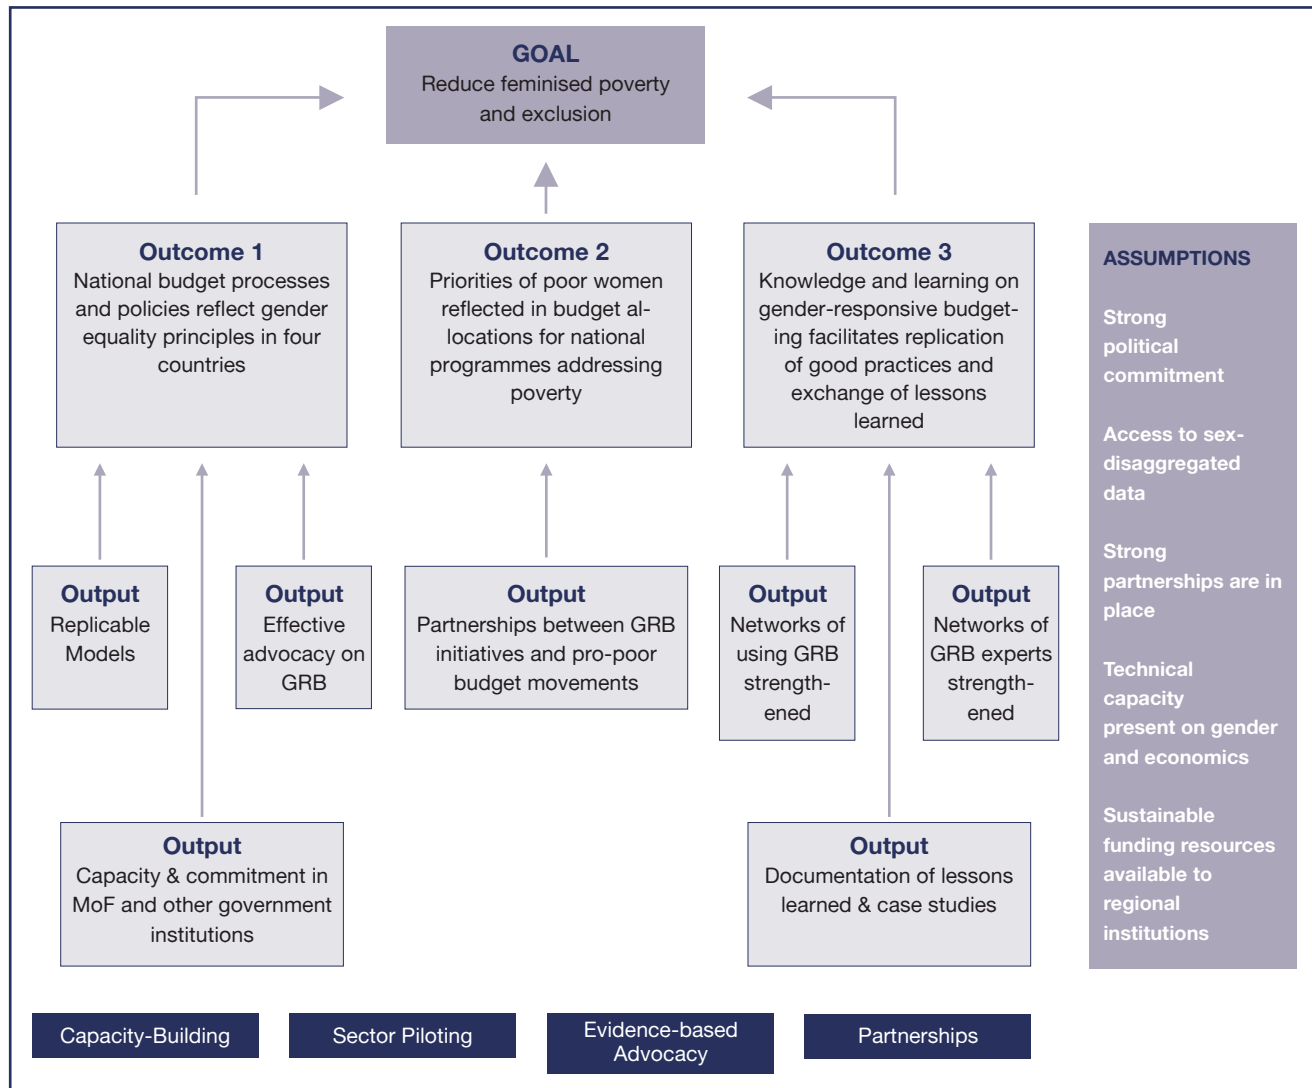 GOAL
Reduce feminised poverty
and exclusion
Outcome 1
National budget processes
and policies reflect gender
equality principles in four
countries
Outcome 2
Priorities of poor women
reflected in budget al-
locations for national
programmes addressing
poverty
Outcome 3
Knowledge and learning on
gender-responsive budget-
ing facilitates replication
of good practices and
exchange of lessons
learned
ASSUMPTIONS
Strong
political
commitment
Access to sex-
disaggregated
data
Strong
partnerships are in
place
Technical
capacity
present on gender
and economics
Sustainable
funding resources
available to
regional
institutions
Output
Replicable
Models
Output
Effective
advocacy on
GRB
Output
Partnerships between GRB
initiatives and pro-poor
budget movements
Output
Networks of
using GRB
strength-
ened
Output
Networks of
GRB experts
strength-
ened
Output
Capacity & commitment in
MoF and other government
institutions
Output
Documentation of lessons
learned & case studies
Capacity-Building
Sector Piloting
Evidence-based
Advocacy
Partnerships